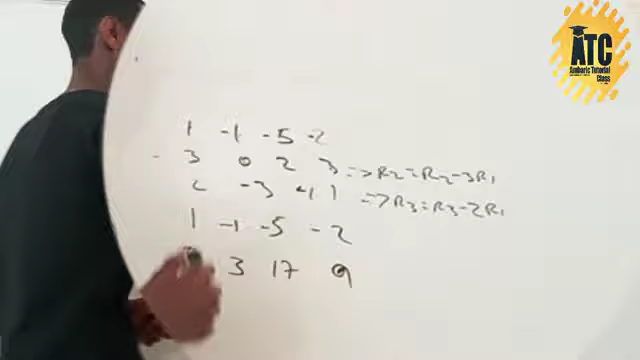 ATC
Amharic Tutorial
Class
1 -1 -5 -2
3 0 2 3 => R2 = R2 - 3R1
2 -3 -4 1 => R3 = R3 - 2R1
1 -1 -5 -2
3 17 9